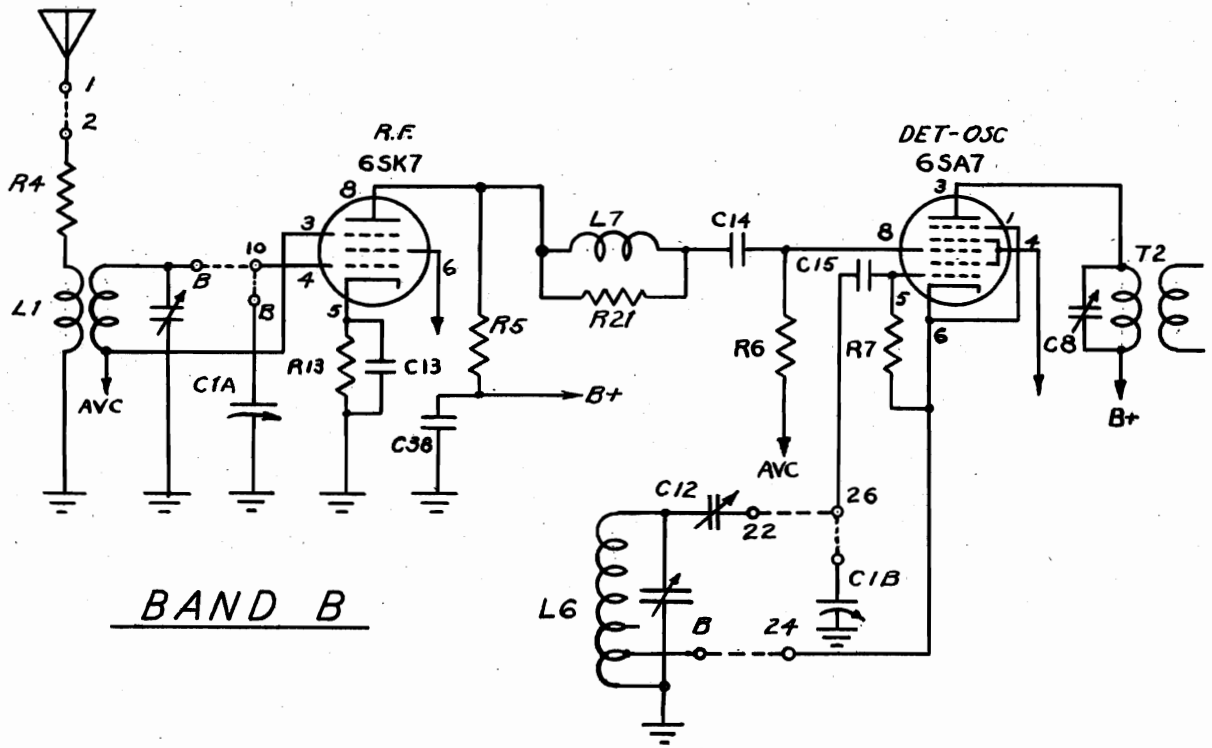 1
2
R4
L1
AVC
B
10
B
C1A
R.F.
6SK7
8
3
4
6
5
R13
C13
R5
C38
B+
L7
R21
C14
R6
AVC
C15
R7
DET-OSC
6SA7
3
1
8
4
5
6
T2
C8
B+
C12
22
26
C1B
L6
B
24
BAND B